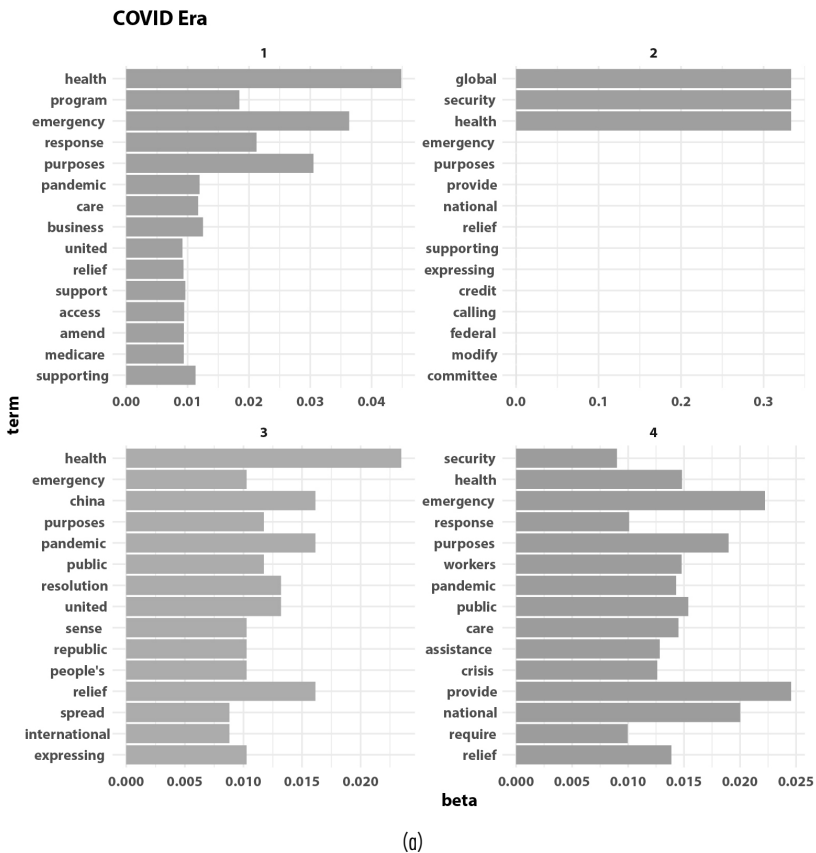 COVID Era
1
health
program
emergency
response
purposes
pandemic
care
business
united
relief
support
access
amend
medicare
supporting
0.00 0.01 0.02 0.03 0.04
2
global
security
health
emergency
purposes
provide
national
relief
supporting
expressing
credit
calling
federal
modify
committee
0.0 0.1 0.2 0.3
term
3
health
emergency
china
purposes
pandemic
public
resolution
united
sense
republic
people's
relief
spread
international
expressing
0.000 0.005 0.010 0.015 0.020
4
security
health
emergency
response
purposes
workers
pandemic
public
care
assistance
crisis
provide
national
require
relief
0.000 0.005 0.010 0.015 0.020 0.025
beta
(a)